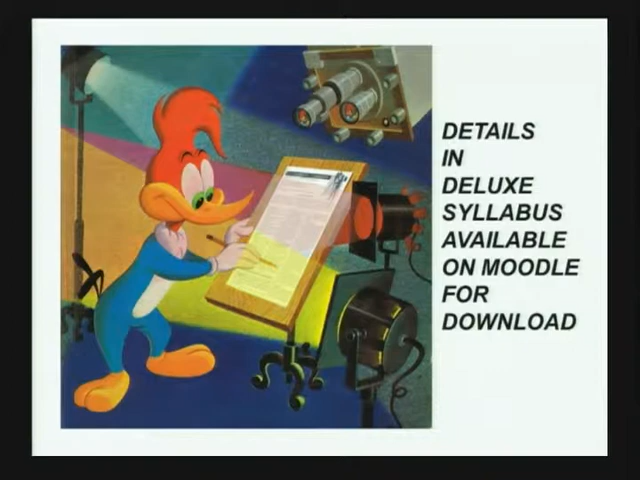 DETAILS
IN
DELUXE
SYLLABUS
AVAILABLE
ON MOODLE
FOR
DOWNLOAD